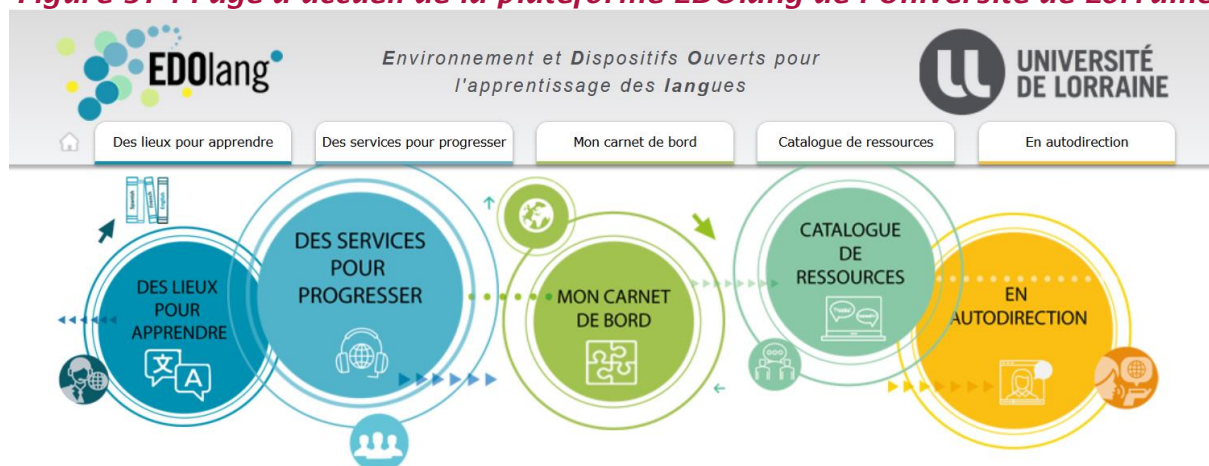 Figure 57 : Page d'accueil de la plateforme EDOlang de l'Université de Lorraine
EDOlang
Environnement et Dispositifs Ouverts pour
l'apprentissage des langues
UNIVERSITÉ
DE LORRAINE
Des lieux pour apprendre
Des services pour progresser
Mon carnet de bord
Catalogue de ressources
En autodirection
Spanish
French
English
DES LIEUX
POUR
APPRENDRE
A
DES SERVICES
POUR
PROGRESSER
MON CARNET
DE BORD
CATALOGUE
DE
RESSOURCES
EN
AUTODIRECTION